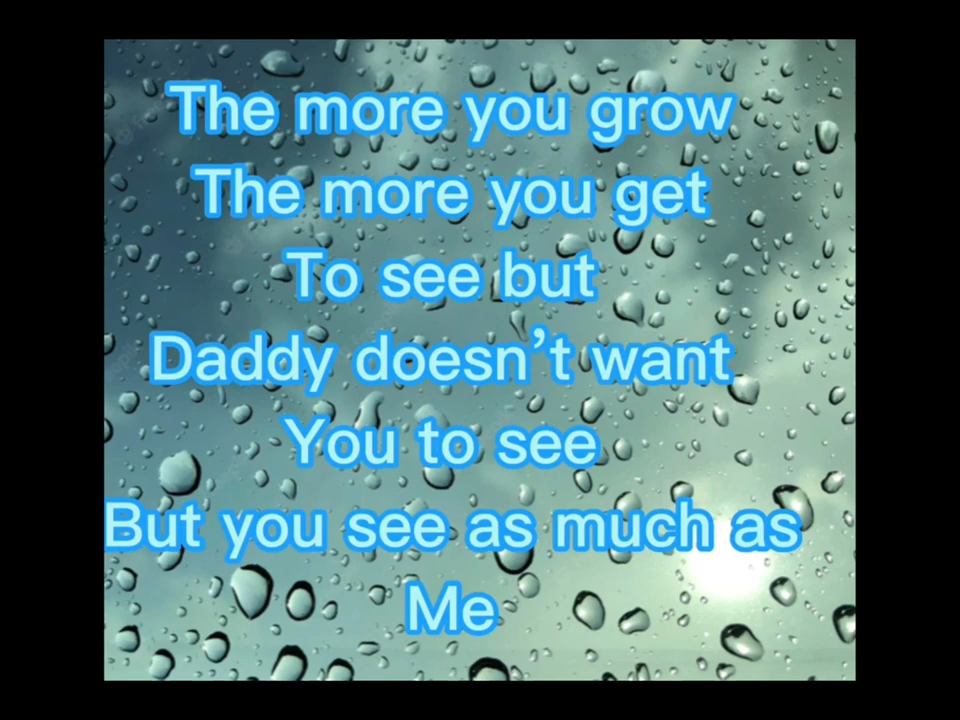 The more you grow
The more you get
To see but
Daddy doesn’t want
You to see
But you see as much as
Me